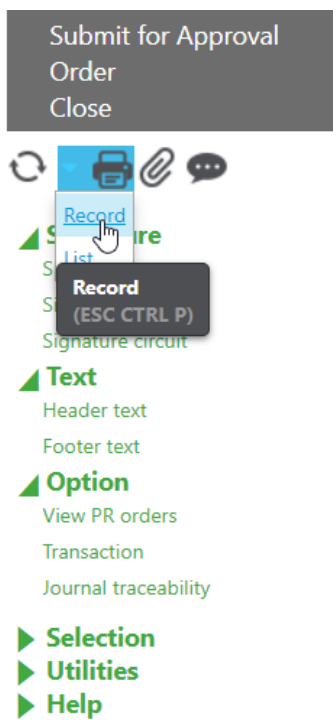 Submit for Approval
Order
Close
Record
List
Record
(ESC CTRL P)
Signature circuit
Text
Header text
Footer text
Option
View PR orders
Transaction
Journal traceability
Selection
Utilities
Help